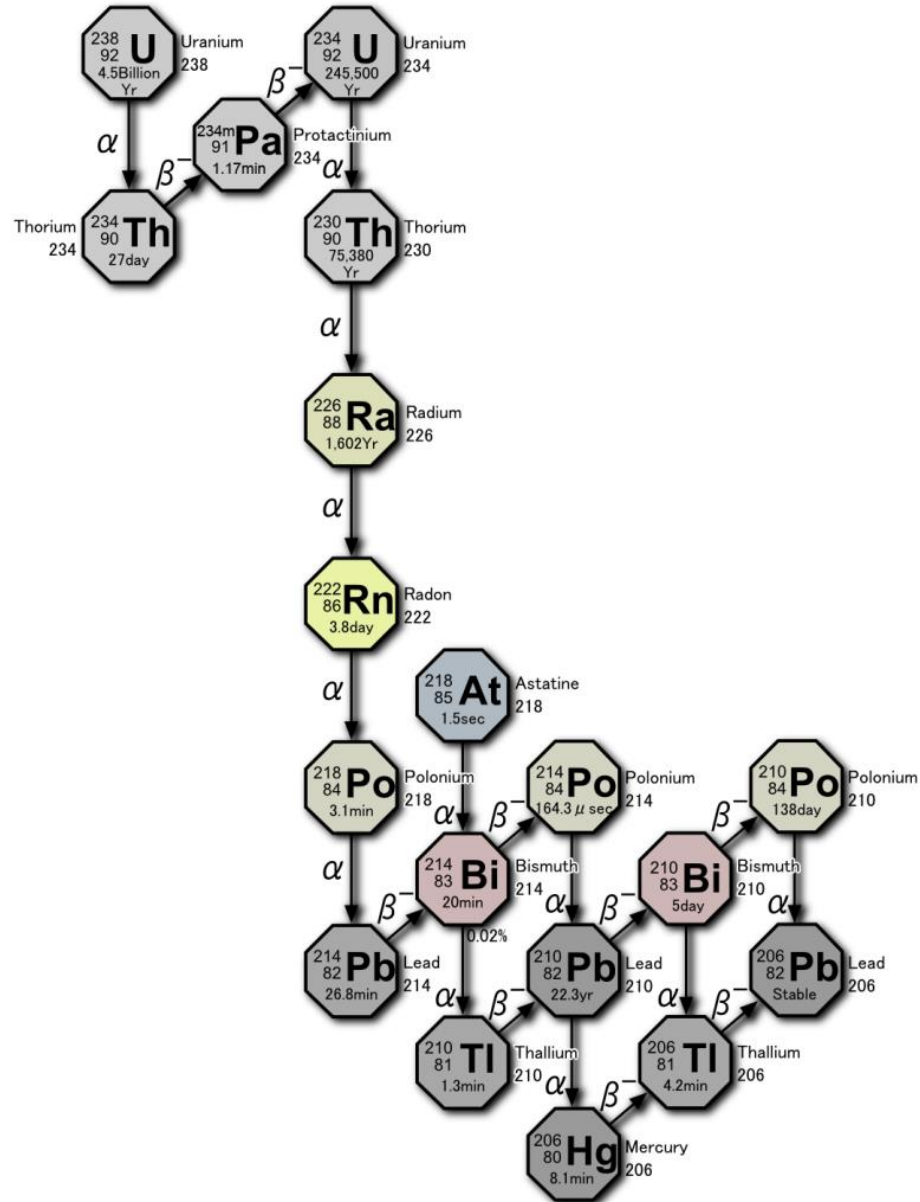 238
92 U
4.5Billion
Yr
Uranium
238
234
92 U
245,500
Yr
Uranium
234
β⁻
234m
91 Pa
1.17min
Protactinium
234
α
β⁻
α
Thorium
234
234
90 Th
27day
230
90 Th
75,380
Yr
Thorium
230
α
226
88 Ra
1,602Yr
Radium
226
α
222
86 Rn
3.8day
Radon
222
α
218
85 At
1.5sec
Astatine
218
218
84 Po
3.1min
Polonium
218
α
β⁻
214
84 Po
164.3 μ sec
Polonium
214
β⁻
210
84 Po
138day
Polonium
210
α
β⁻
214
83 Bi
20min
Bismuth
214
0.02%
α
β⁻
210
83 Bi
5day
Bismuth
210
α
214
82 Pb
26.8min
Lead
214
α
β⁻
210
82 Pb
22.3yr
Lead
210
α
β⁻
206
82 Pb
Stable
Lead
206
210
81 Tl
1.3min
Thallium
210
α
β⁻
206
81 Tl
4.2min
Thallium
206
206
80 Hg
8.1min
Mercury
206